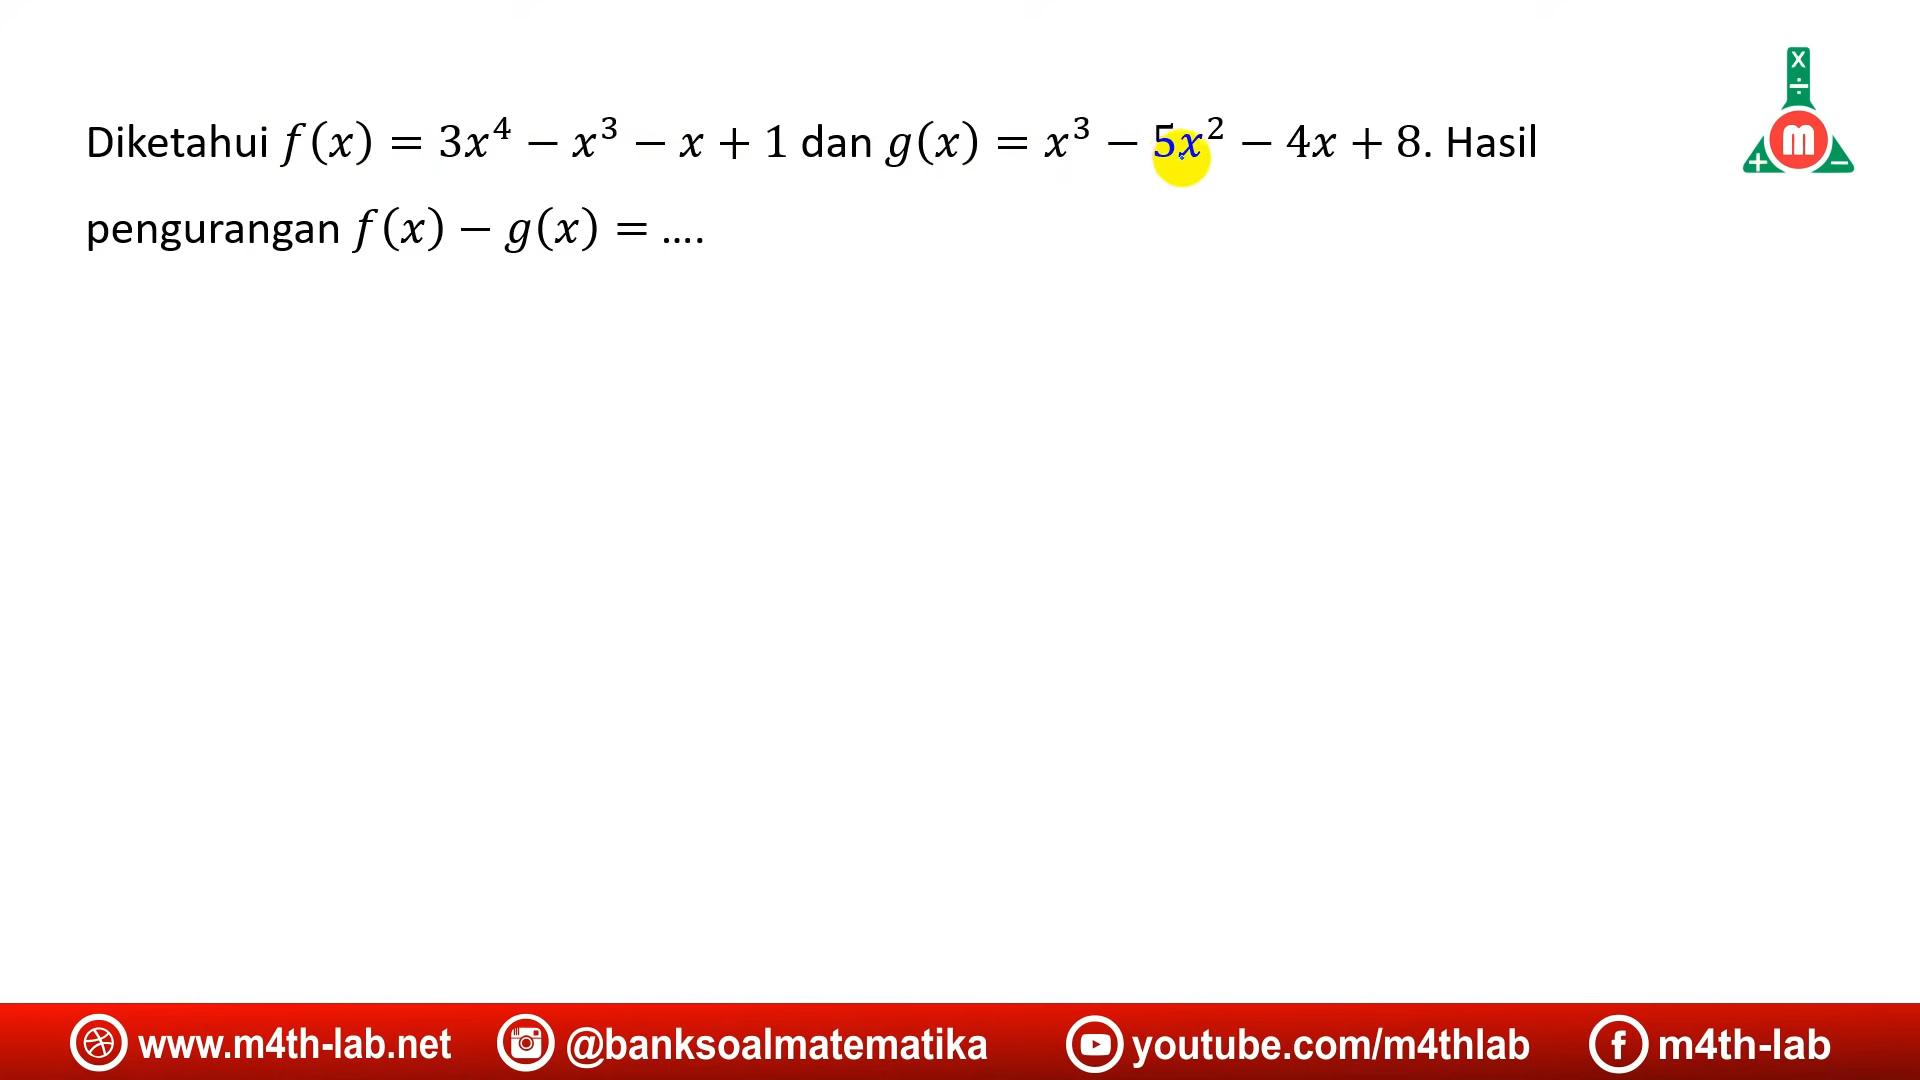 Diketahui f(x) = 3x⁴ − x³ − x + 1 dan g(x) = x³ − 5x² − 4x + 8. Hasil
pengurangan f(x) − g(x) = ....
x
÷
m
+ −
www.m4th-lab.net @banksoalmatematika youtube.com/m4thlab m4th-lab